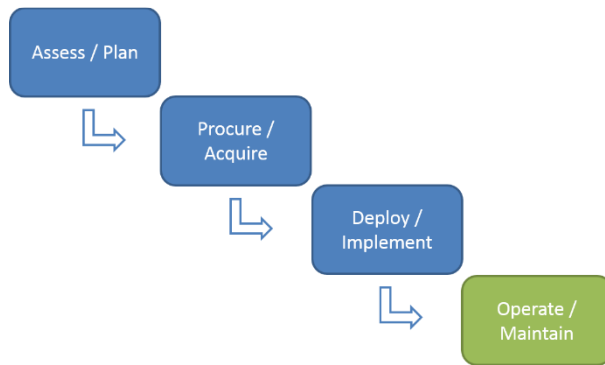 Assess / Plan
Procure /
Acquire
Deploy /
Implement
Operate /
Maintain